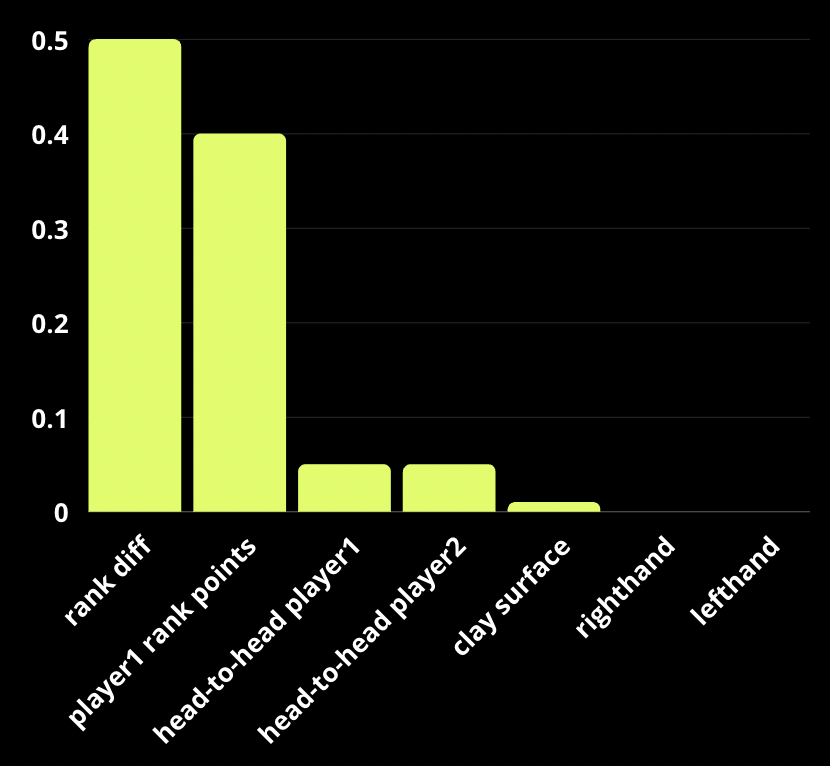 0.5
0.4
0.3
0.2
0.1
0
rank diff
player1 rank points
head-to-head player1
head-to-head player2
clay surface
righthand
lefthand